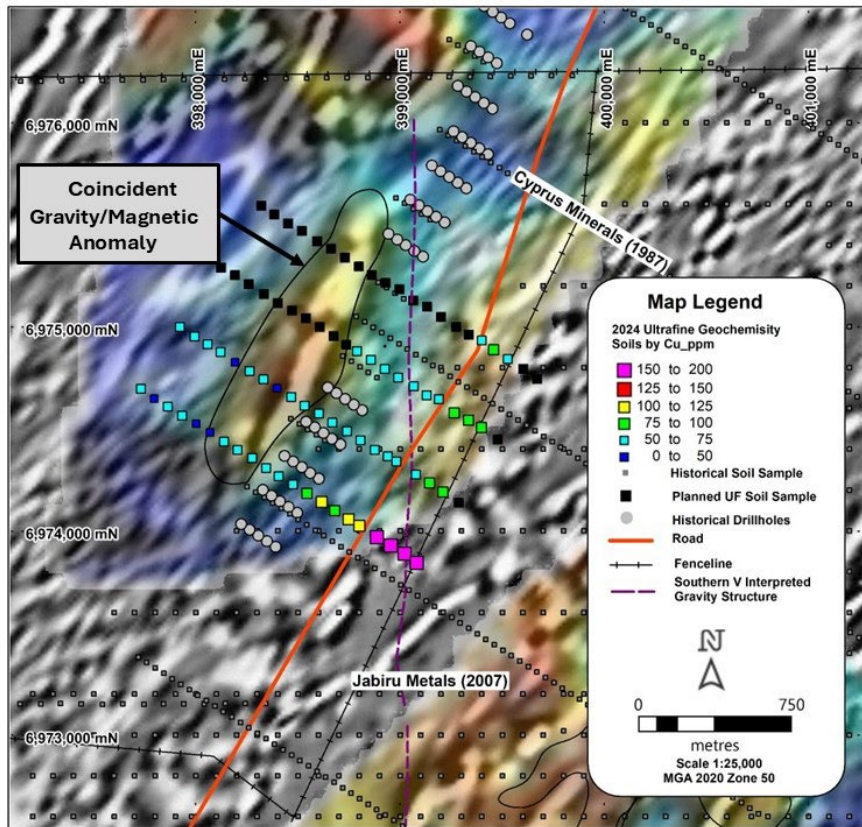 398,000 mE
399,000 mE
400,000 mE
401,000 mE
6,976,000 mN
Coincident
Gravity/Magnetic
Anomaly
Cyprus Minerals (1987)
6,975,000 mN
6,974,000 mN
Jabiru Metals (2007)
6,973,000 mN
Map Legend
2024 Ultrafine Geochemisity
Soils by Cu_ppm
150 to 200
125 to 150
100 to 125
75 to 100
50 to 75
0 to 50
Historical Soil Sample
Planned UF Soil Sample
Historical Drillholes
Road
Fenceline
Southern V Interpreted
Gravity Structure
N
0 750
metres
Scale 1:25,000
MGA 2020 Zone 50